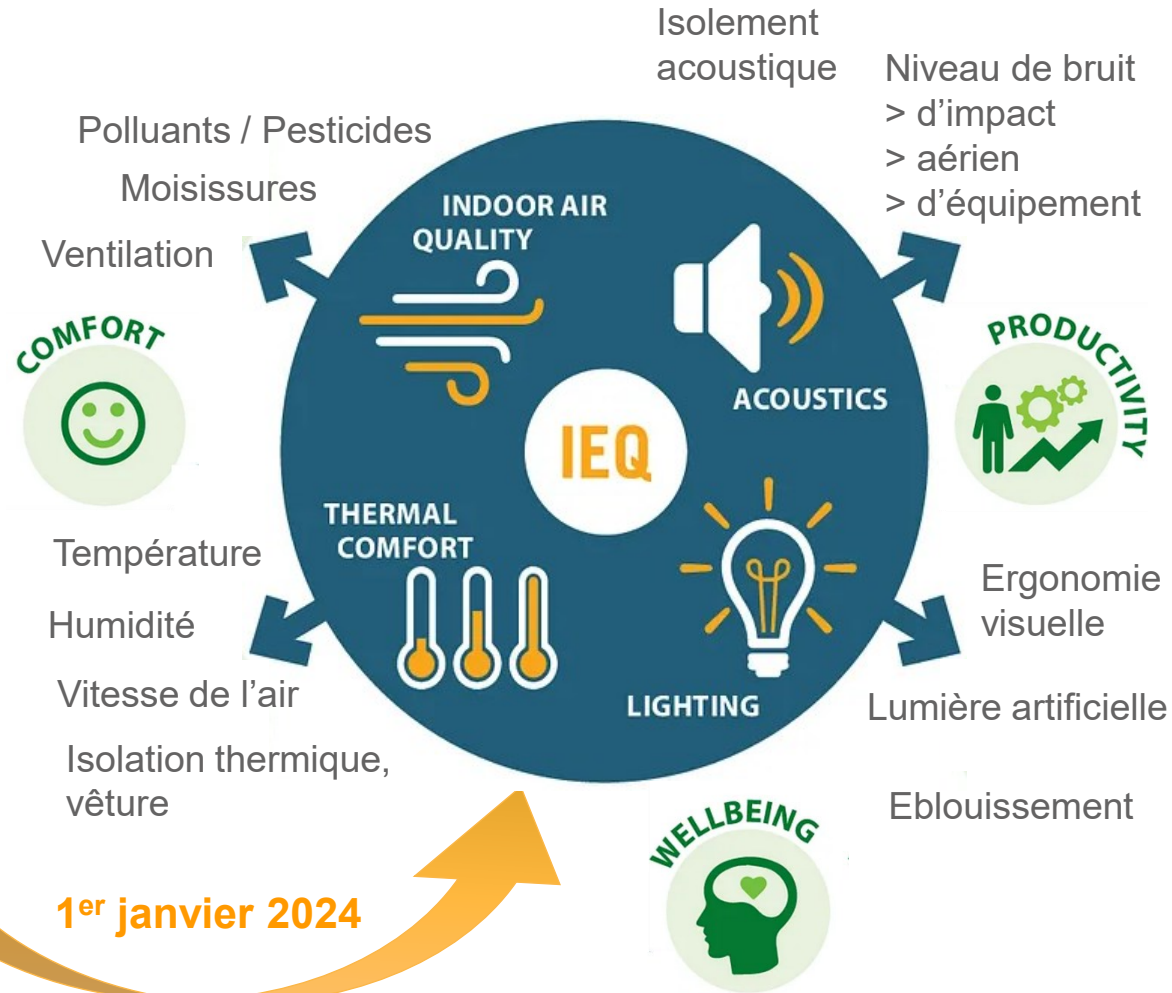 Isolement
acoustique
Niveau de bruit
> d’impact
> aérien
> d’équipement
Polluants / Pesticides
Moisissures
Ventilation
INDOOR AIR
QUALITY
ACOUSTICS
COMFORT
PRODUCTIVITY
IEQ
THERMAL
COMFORT
LIGHTING
Température
Humidité
Vitesse de l’air
Isolation thermique,
vêture
Ergonomie
visuelle
Lumière artificielle
Eblouissement
WELLBEING
1er janvier 2024